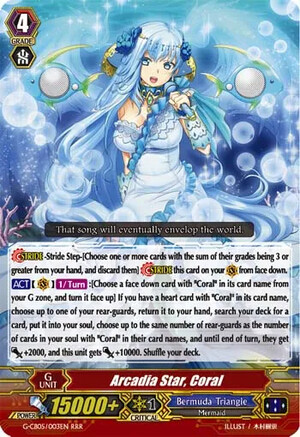 4
GRADE
That song will eventually envelop the world.
STRIDE -Stride Step-[Choose one or more cards with the sum of their grades being 3 or
greater from your hand, and discard them] STRIDE this card on your from face down.
ACT 1/Turn :[Choose a face down card with "Coral" in its card name from
your G zone, and turn it face up] If you have a heart card with "Coral" in its card name,
choose up to one of your rear-guards, return it to your hand, search your deck for a
card, put it into your soul, choose up to the same number of rear-guards as the number
of cards in your soul with "Coral" in their card names, and until end of turn, they get
+2000, and this unit gets +10000. Shuffle your deck.
G
UNIT
Arcadia Star, Coral
POWER
15000+
1
Bermuda Triangle
Mermaid
G-CB05/003EN RRR
ILLUST /